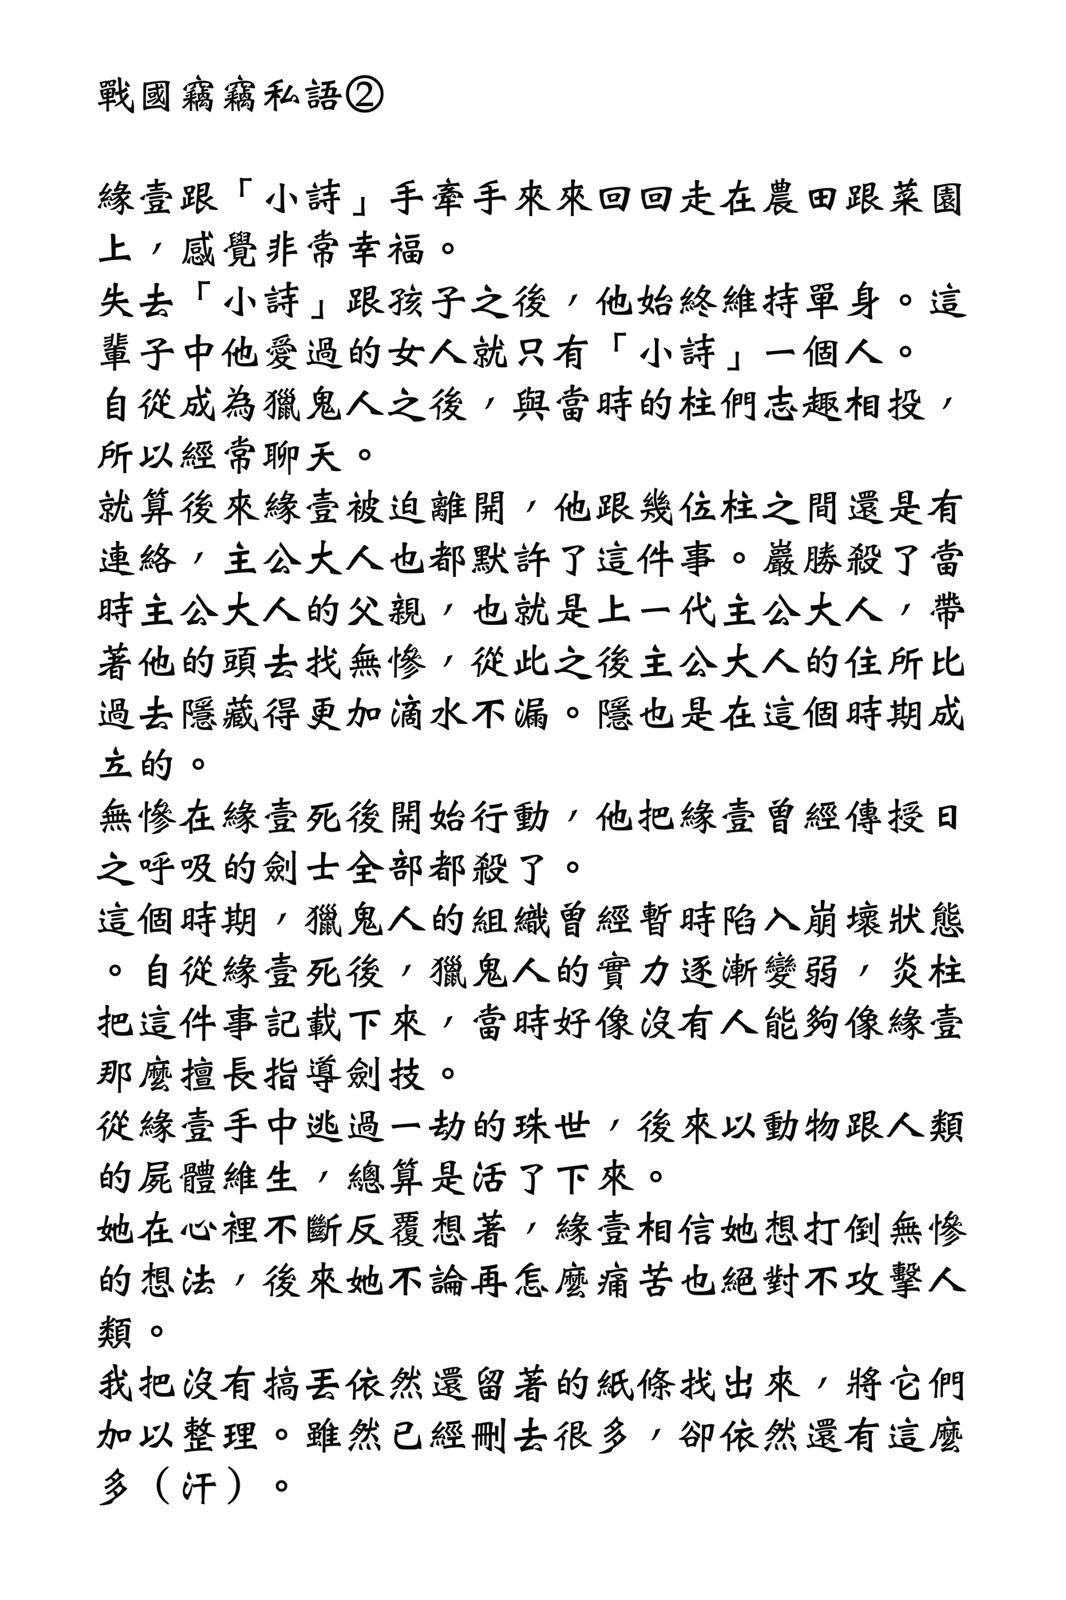 戰國竊竊私語②
緣壹跟「小詩」手牽手來來回回走在農田跟菜園
上，感覺非常幸福。
失去「小詩」跟孩子之後，他始終維持單身。這
輩子中他愛過的女人就只有「小詩」一個人。
自從成為獵鬼人之後，與當時的柱們志趣相投，
所以經常聊天。
就算後來緣壹被迫離開，他跟幾位柱之間還是有
連絡，主公大人也都默許了這件事。巖勝殺了當
時主公大人的父親，也就是上一代主公大人，帶
著他的頭去找無慘，從此之後主公大人的住所比
過去隱藏得更加滴水不漏。隱也是在這個時期成
立的。
無慘在緣壹死後開始行動，他把緣壹曾經傳授日
之呼吸的劍士全部都殺了。
這個時期，獵鬼人的組織曾經暫時陷入崩壞狀態
。自從緣壹死後，獵鬼人的實力逐漸變弱，炎柱
把這件事記載下來，當時好像沒有人能夠像緣壹
那麼擅長指導劍技。
從緣壹手中逃過一劫的珠世，後來以動物跟人類
的屍體維生，總算是活了下來。
她在心裡不斷反覆想著，緣壹相信她想打倒無慘
的想法，後來她不論再怎麼痛苦也絕對不攻擊人
類。
我把沒有搞丟依然還留著的紙條找出來，將它們
加以整理。雖然已經刪去很多，卻依然還有這麼
多（汗）。